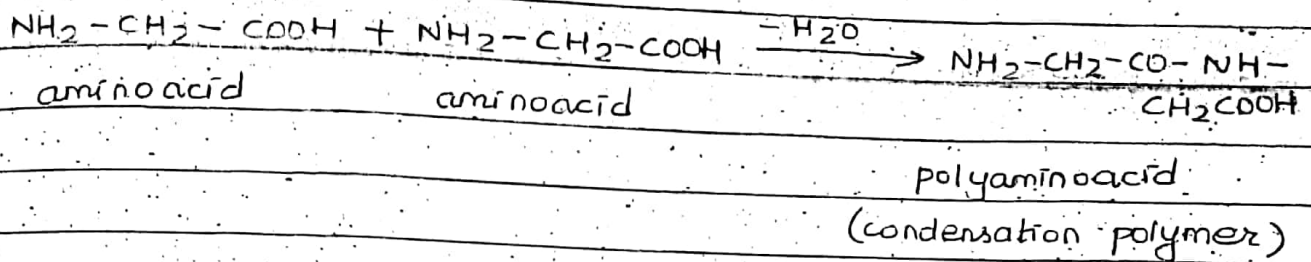 NH2-CH2-COOH + NH2-CH2-COOH -H2O → NH2-CH2-CO-NH-
CH2COOH
aminoacid aminoacid
polyaminoacid
(condensation polymer)